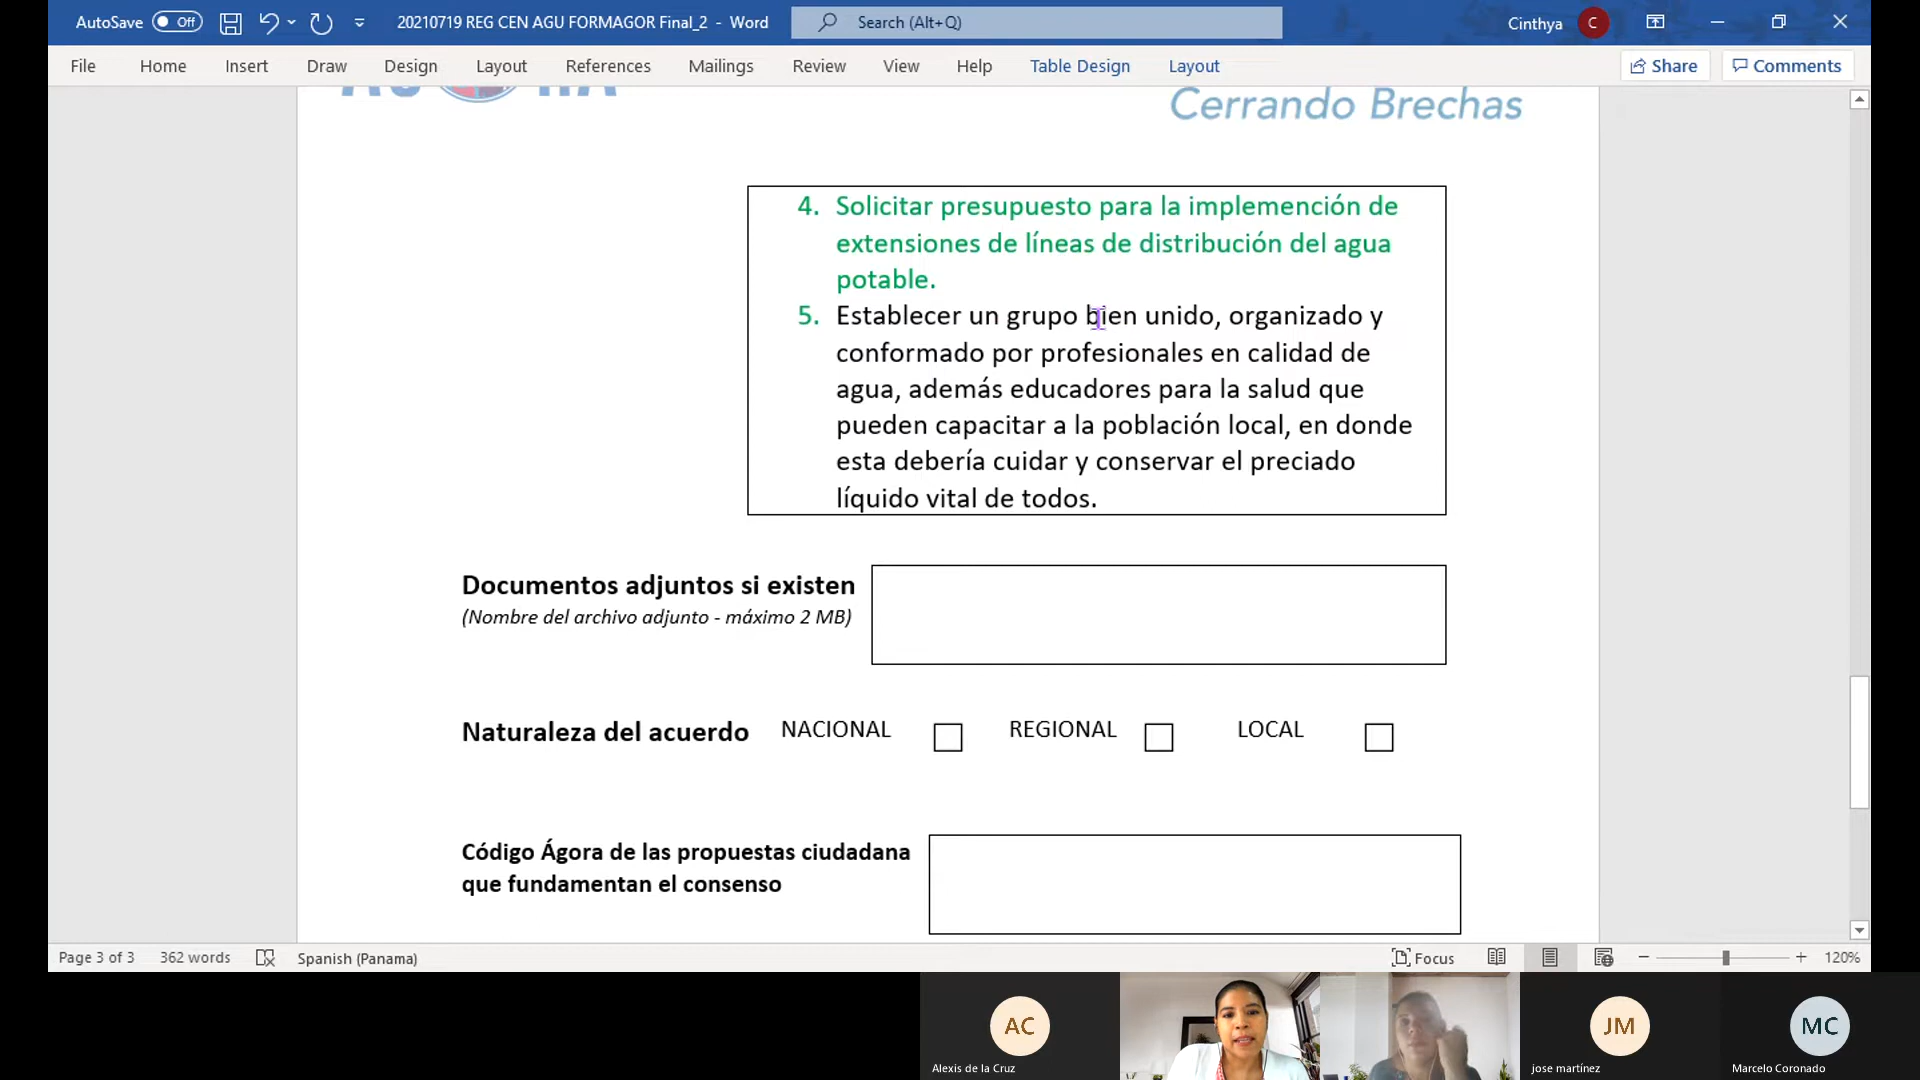 AutoSave Off 20210719 REG CEN AGU FORMAGOR Final_2 - Word Search (Alt+Q) Cinthya C
File Home Insert Draw Design Layout References Mailings Review View Help Table Design Layout Share Comments
Cerrando Brechas
4. Solicitar presupuesto para la implemención de
extensiones de líneas de distribución del agua
potable.
5. Establecer un grupo bien unido, organizado y
conformado por profesionales en calidad de
agua, además educadores para la salud que
pueden capacitar a la población local, en donde
esta debería cuidar y conservar el preciado
líquido vital de todos.
Documentos adjuntos si existen
(Nombre del archivo adjunto - máximo 2 MB)
Naturaleza del acuerdo NACIONAL REGIONAL LOCAL
Código Ágora de las propuestas ciudadana
que fundamentan el consenso
Page 3 of 3 362 words Spanish (Panama) Focus 120%
AC JM MC
Alexis de la Cruz jose martínez Marcelo Coronado